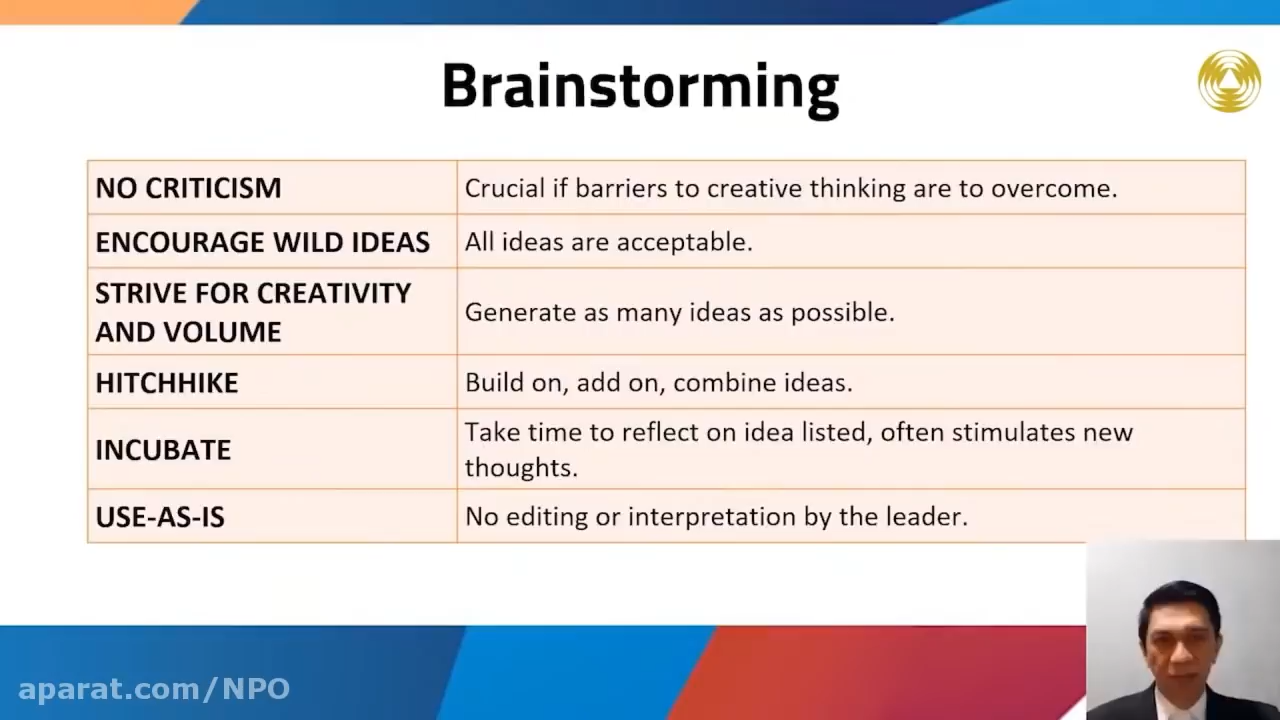 Brainstorming
NO CRITICISM
Crucial if barriers to creative thinking are to overcome.
ENCOURAGE WILD IDEAS
All ideas are acceptable.
STRIVE FOR CREATIVITY
AND VOLUME
Generate as many ideas as possible.
HITCHHIKE
Build on, add on, combine ideas.
INCUBATE
Take time to reflect on idea listed, often stimulates new
thoughts.
USE-AS-IS
No editing or interpretation by the leader.
aparat.com/NPO